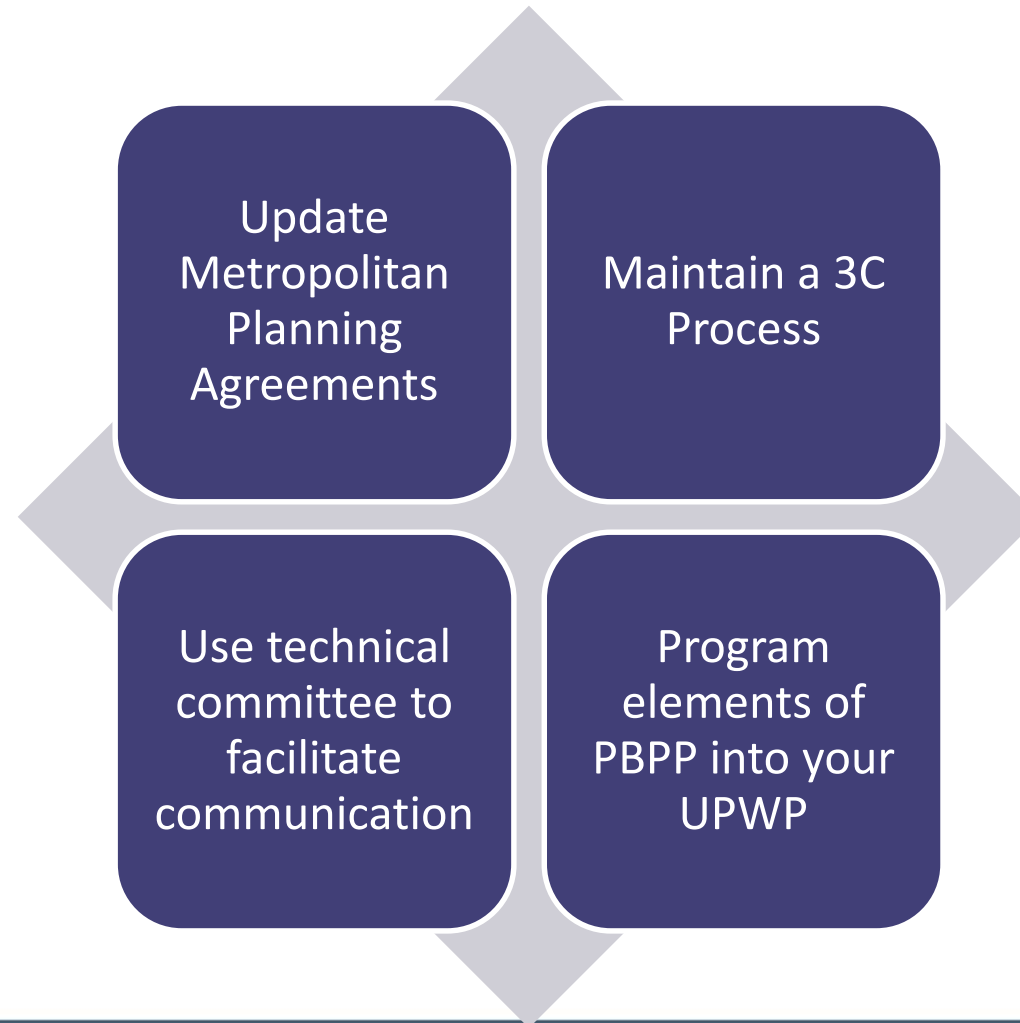 Update
Metropolitan
Planning
Agreements
Maintain a 3C
Process
Use technical
committee to
facilitate
communication
Program
elements of
PBPP into your
UPWP